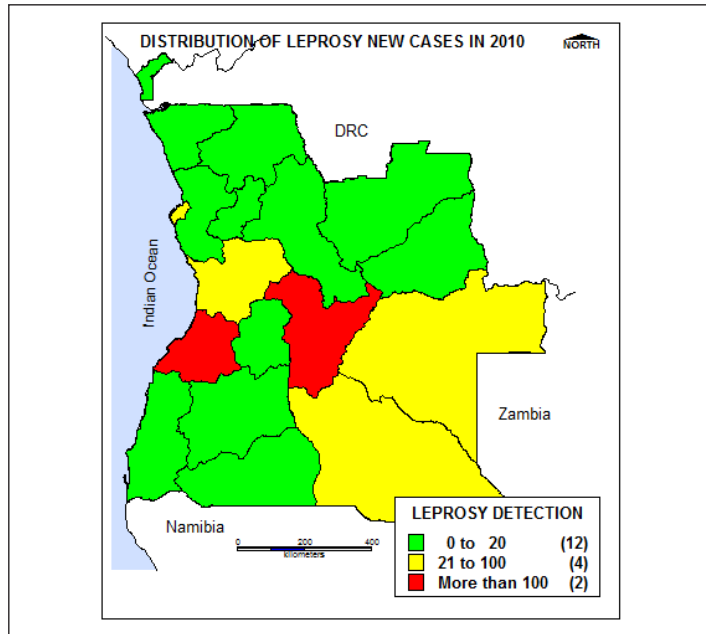 DISTRIBUTION OF LEPROSY NEW CASES IN 2010
NORTH
DRC
Indian Ocean
Zambia
Namibia
0 200 400
kilometers
LEPROSY DETECTION
0 to 20 (12)
21 to 100 (4)
More than 100 (2)